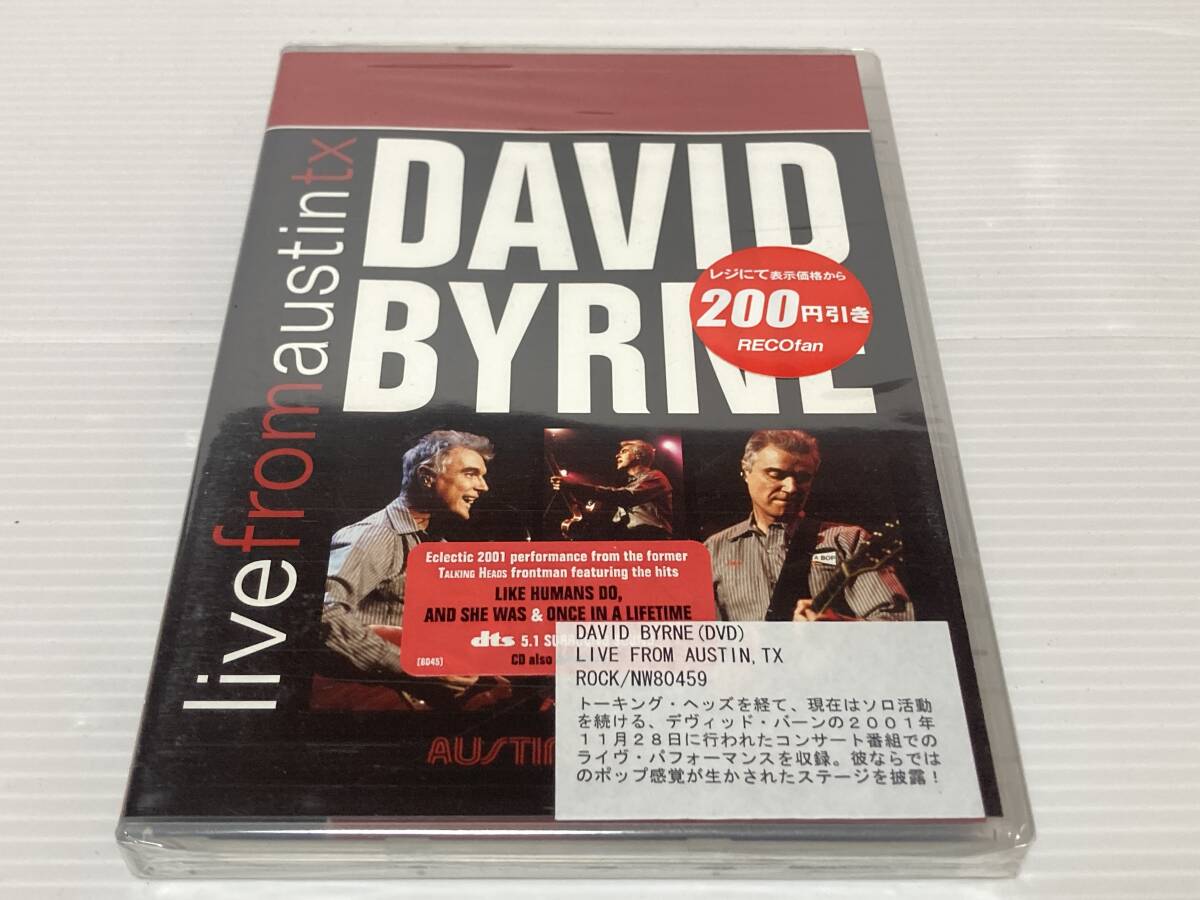 livefromaustintx
DAVID
BYRNE
レジにて表示価格から
200円引き
RECOfan
A BOP
Eclectic 2001 performance from the former
TALKING HEADS frontman featuring the hits
LIKE HUMANS DO,
AND SHE WAS & ONCE IN A LIFETIME
dts 5.1
CD also
[8045]
AUSTIN
DAVID BYRNE(DVD)
LIVE FROM AUSTIN,TX
ROCK/NW80459
トーキング・ヘッズを経て、現在はソロ活動
を続ける、デヴィッド・バーンの2001年
11月28日に行われたコンサート番組での
ライヴ・パフォーマンスを収録。彼ならでは
のポップ感覚が生かされたステージを披露!